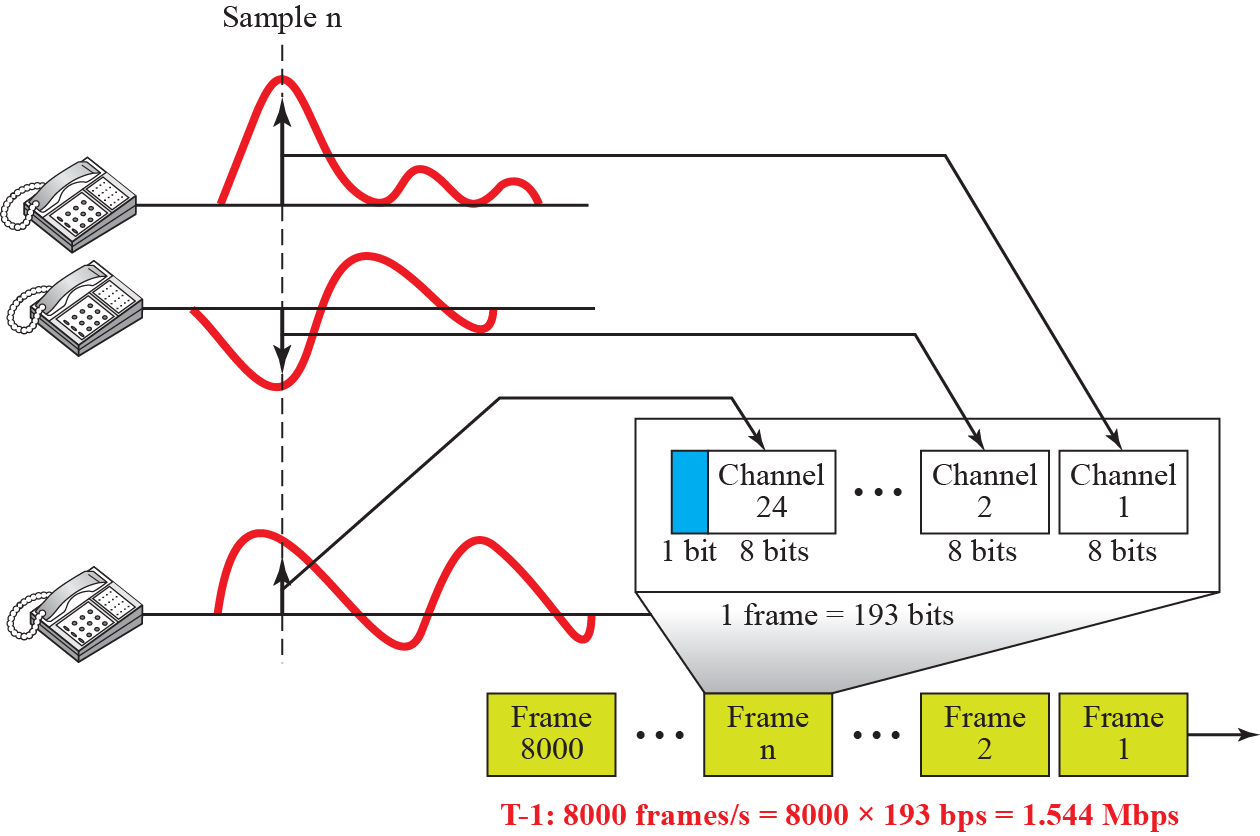 Sample n
Channel
24
Channel
2
Channel
1
1 bit
8 bits
8 bits
8 bits
1 frame = 193 bits
Frame
8000
Frame
n
Frame
2
Frame
1
T-1: 8000 frames/s = 8000 × 193 bps = 1.544 Mbps